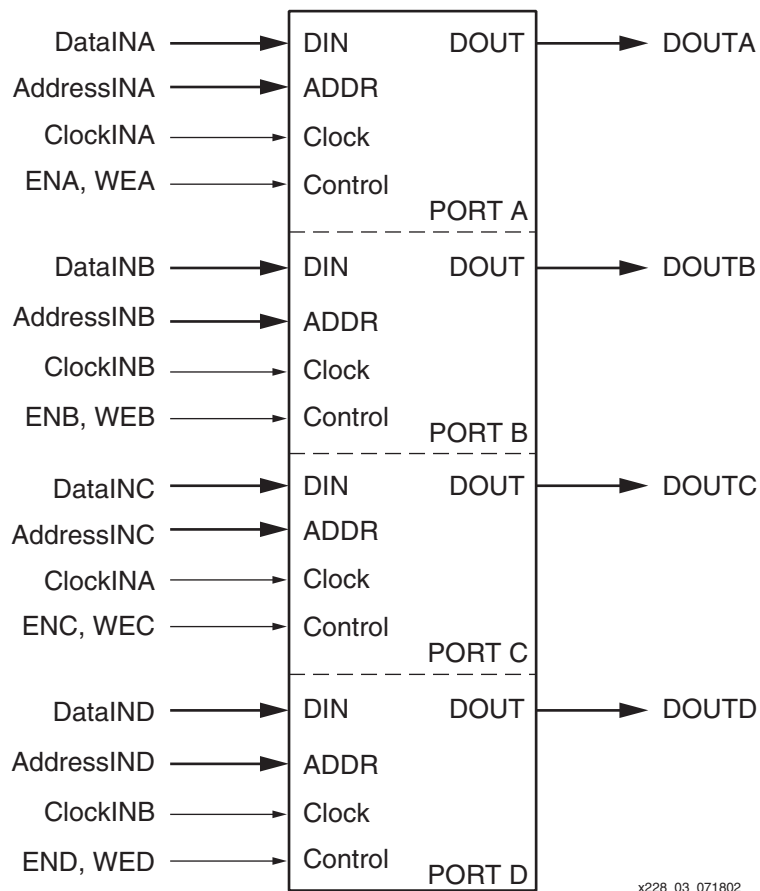 DataINA DIN DOUT DOUTA
AddressINA ADDR
ClockINA Clock
ENA, WEA Control
PORT A
DataINB DIN DOUT DOUTB
AddressINB ADDR
ClockINB Clock
ENB, WEB Control
PORT B
DataINC DIN DOUT DOUTC
AddressINC ADDR
ClockINA Clock
ENC, WEC Control
PORT C
DataIND DIN DOUT DOUTD
AddressIND ADDR
ClockINB Clock
END, WED Control
PORT D
x228_03_071802